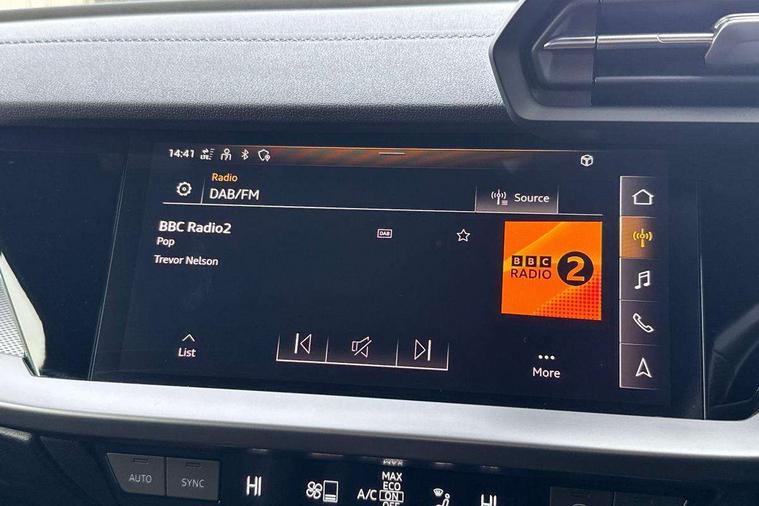 14:41
LTE
Radio
DAB/FM
Source
BBC Radio2
Pop
DAB
Trevor Nelson
BBC
RADIO
2
List
More
AUTO
SYNC
HI
A/C
MAX
ECO
ON
OFF
HI